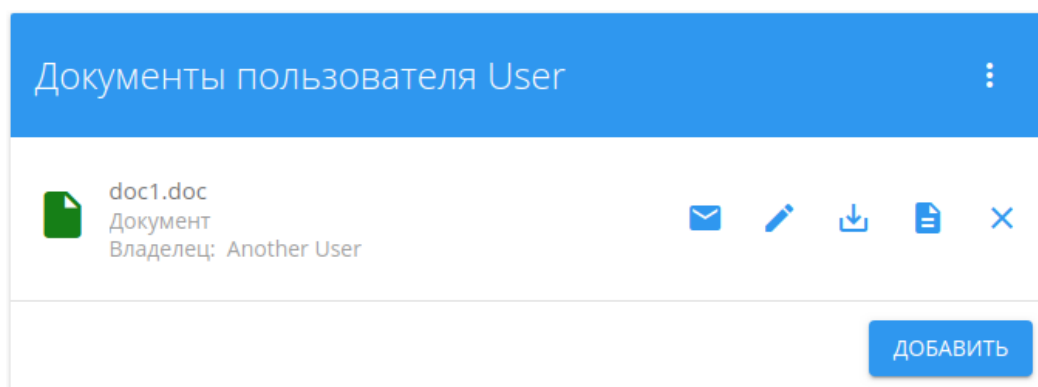 Документы пользователя User
doc1.doc
Документ
Владелец: Another User
ДОБАВИТЬ